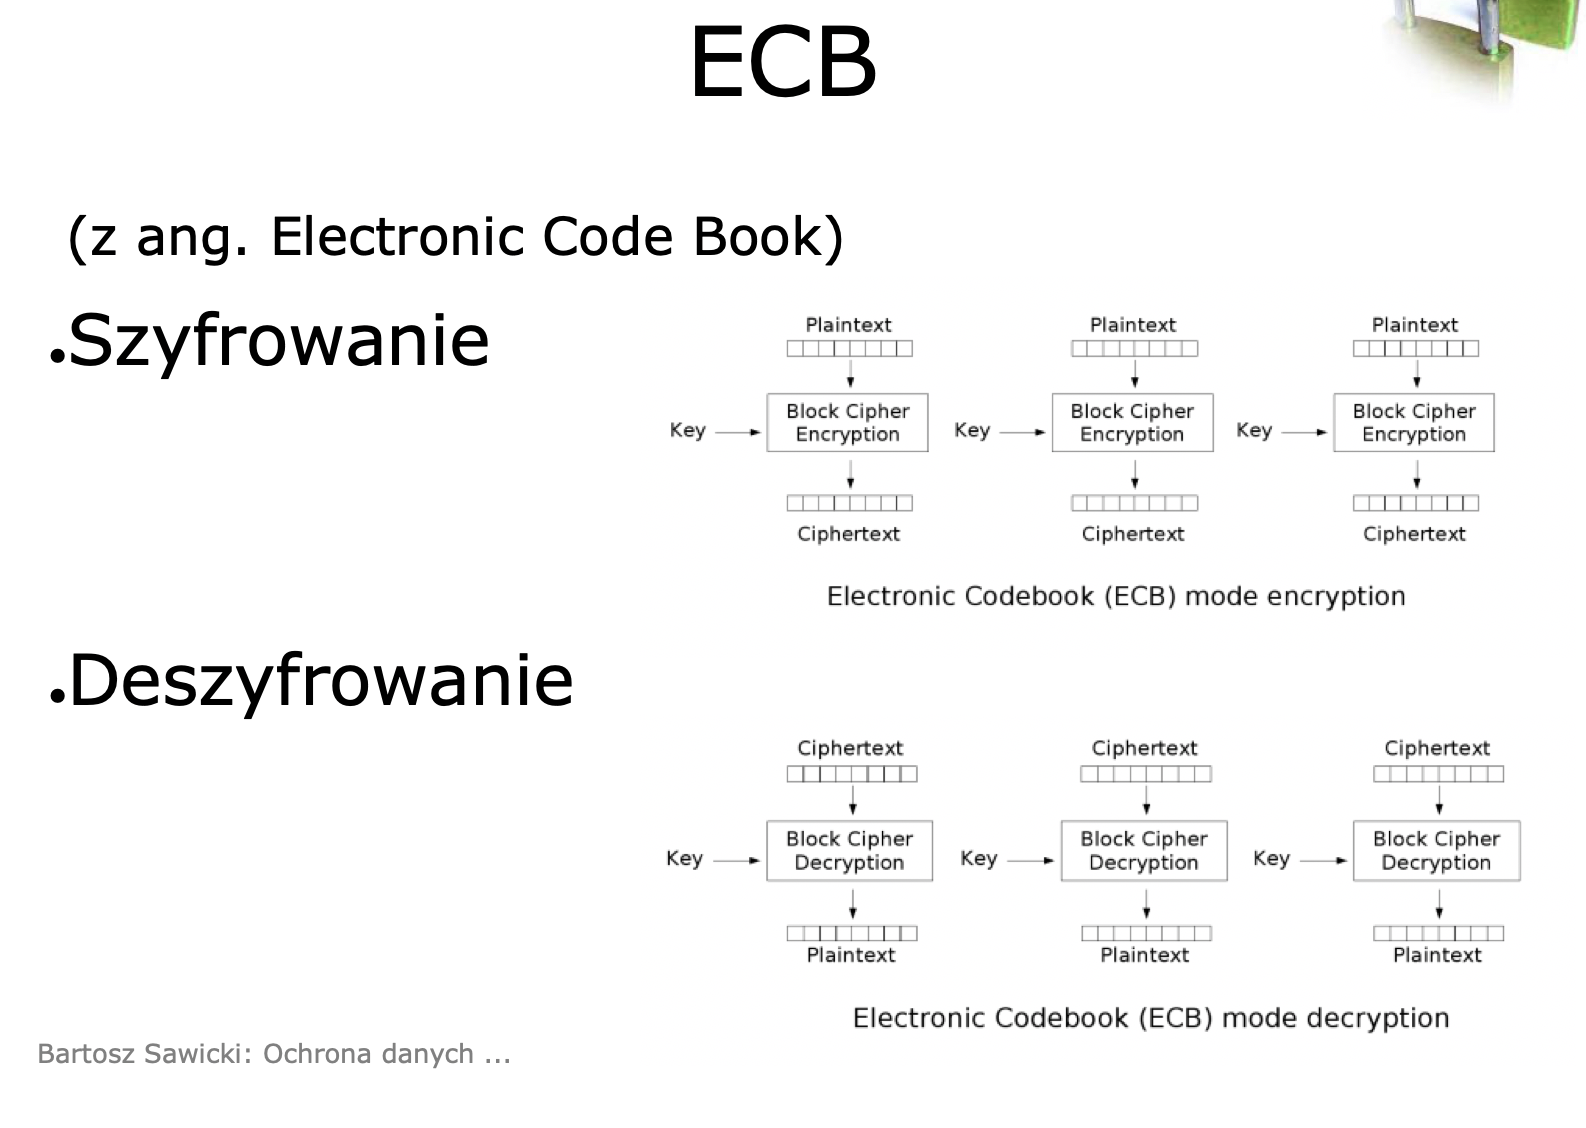 ECB
(z ang. Electronic Code Book)
●Szyfrowanie
Plaintext Plaintext Plaintext
Key Block Cipher Encryption Key Block Cipher Encryption Key Block Cipher Encryption
Ciphertext Ciphertext Ciphertext
Electronic Codebook (ECB) mode encryption
●Deszyfrowanie
Ciphertext Ciphertext Ciphertext
Key Block Cipher Decryption Key Block Cipher Decryption Key Block Cipher Decryption
Plaintext Plaintext Plaintext
Electronic Codebook (ECB) mode decryption
Bartosz Sawicki: Ochrona danych ...